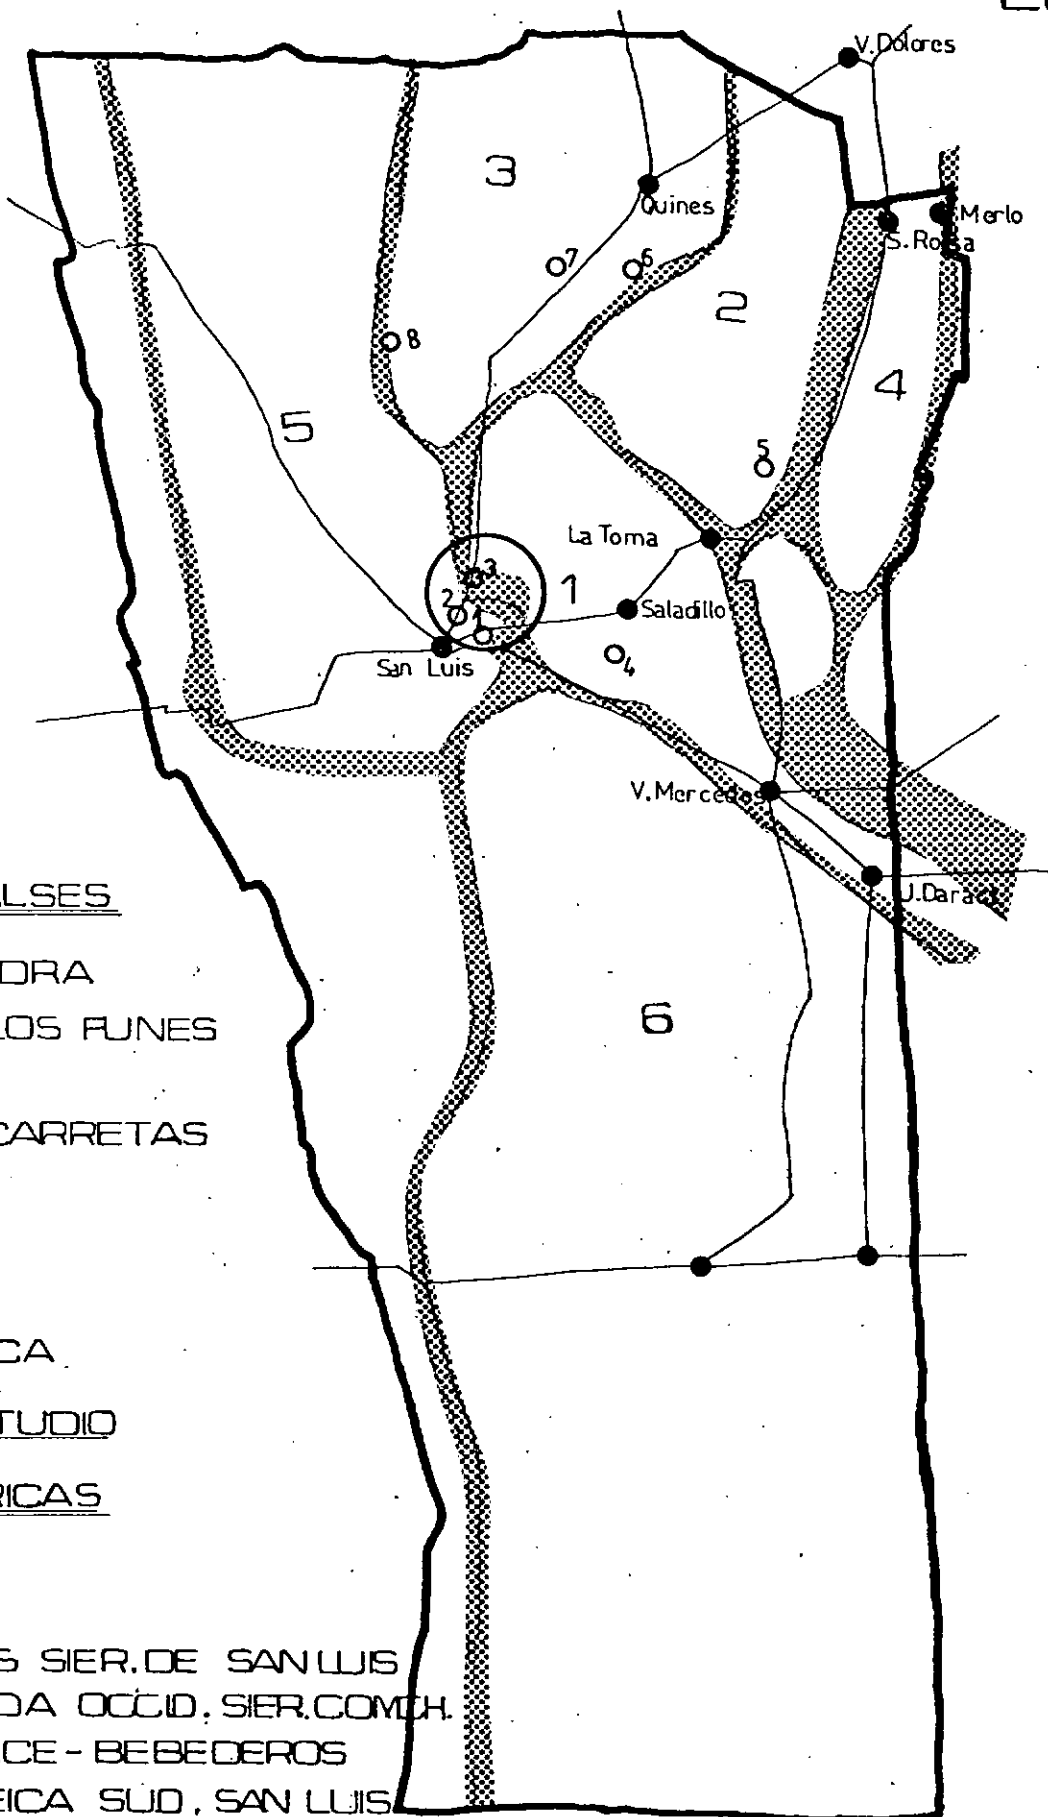 V.Dolores
3
Quines
Merlo
S. Rosa
7
6
2
8
4
5
5
La Toma
3
1
2
Saladillo
1
San Luis
4
V.Mercedes
J.Daract
LSES
DRA
LOS FUNES
6
CARRETAS
CA
TUDIO
RICAS
S SIER.DE SAN LUIS
DA OCCID. SIER.COMCH.
CE-BEBEDEROS
EICA SUD, SAN LUIS